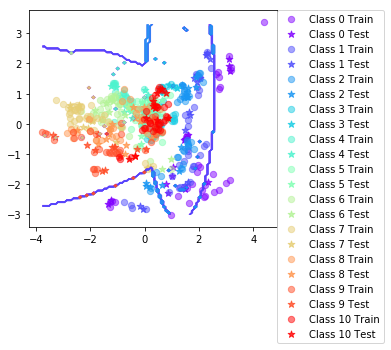 3
2
1
0
−1
−2
−3
−4
−2
0
2
4
Class 0 Train
Class 0 Test
Class 1 Train
Class 1 Test
Class 2 Train
Class 2 Test
Class 3 Train
Class 3 Test
Class 4 Train
Class 4 Test
Class 5 Train
Class 5 Test
Class 6 Train
Class 6 Test
Class 7 Train
Class 7 Test
Class 8 Train
Class 8 Test
Class 9 Train
Class 9 Test
Class 10 Train
Class 10 Test